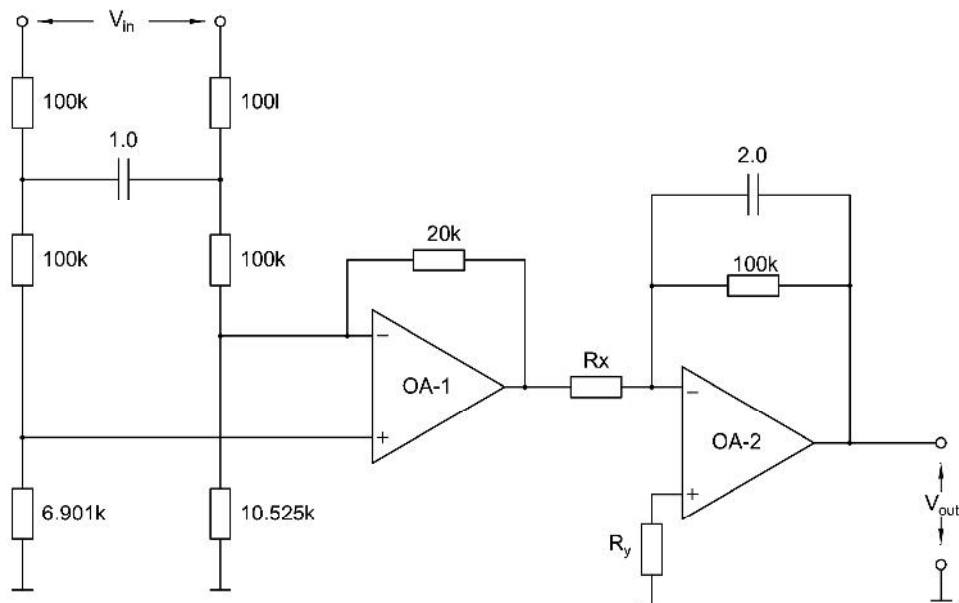 Vin
100k
100l
1.0
2.0
100k
100k
20k
100k
Rx
−
OA-1
+
−
OA-2
+
6.901k
10.525k
Ry
Vout